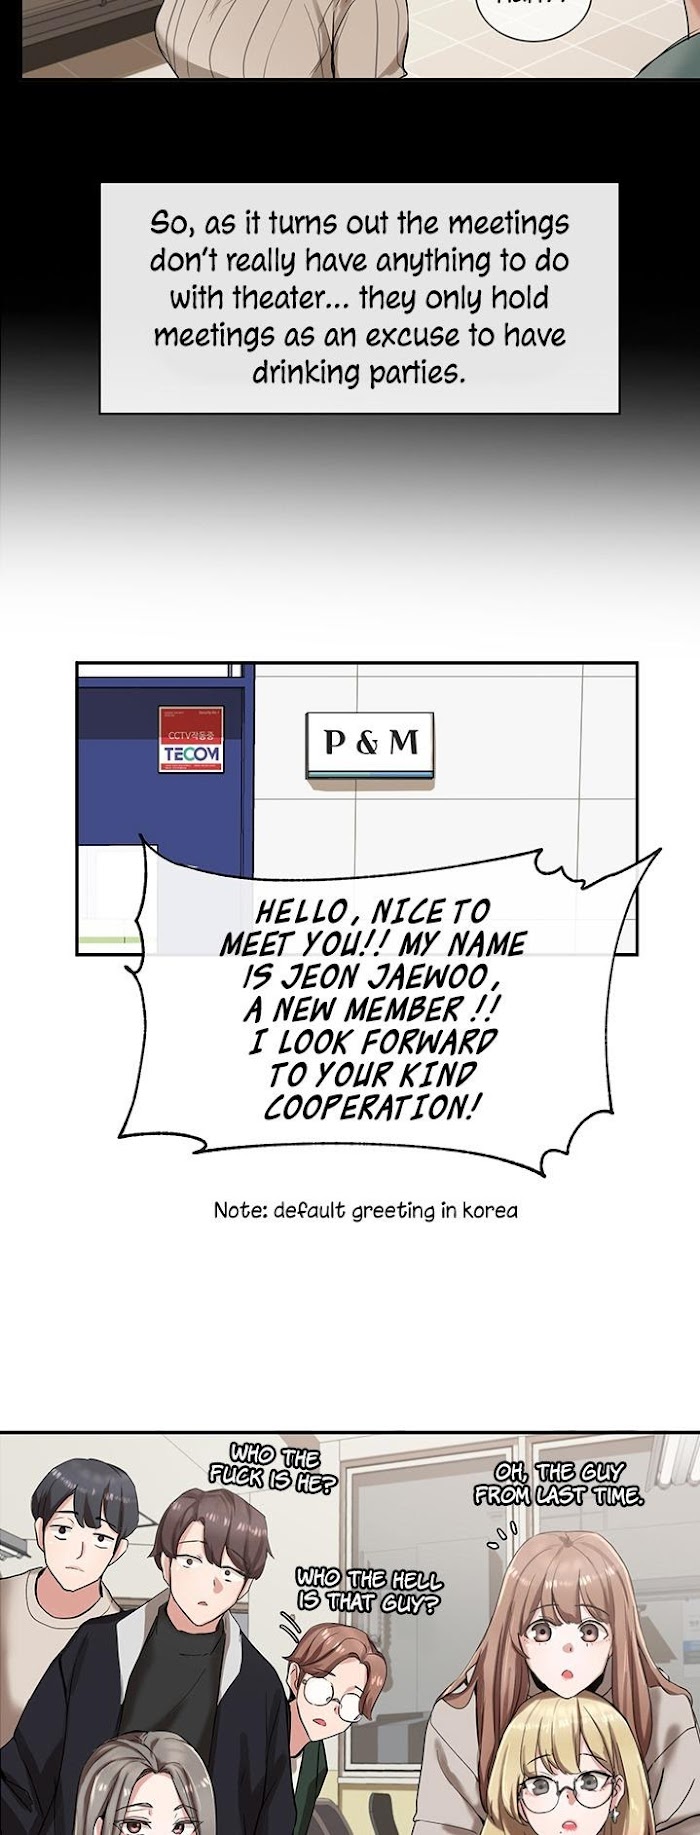 So, as it turns out the meetings
don't really have anything to do
with theater... they only hold
meetings as an excuse to have
drinking parties.
CCTV작동중
TECOM
P & M
HELLO, NICE TO
MEET YOU!! MY NAME
IS JEON JAEWOO,
A NEW MEMBER !!
I LOOK FORWARD
TO YOUR KIND
COOPERATION!
Note: default greeting in korea
WHO THE
FUCK IS HE?
OH, THE GUY
FROM LAST TIME.
WHO THE HELL
IS THAT GUY?